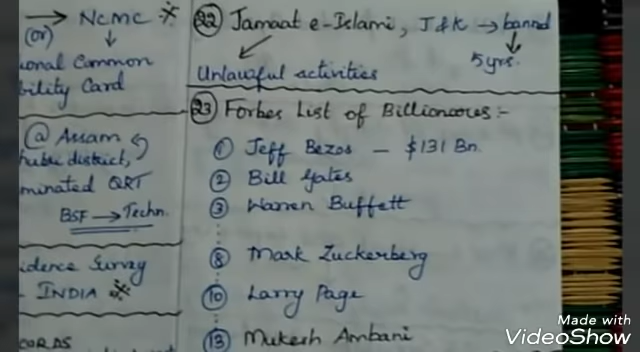 → NCMC ※
(or) ↓
ional Common
bility Card
@ Assam
hubri district,
minated QRT
BSF → Techn.
idence Survey
- INDIA ※
CORDS
(22) Jamaat e-Islami, J&K → banned
↓
Unlawful activities 5 yrs.
(23) Forbes List of Billionaires :-
① Jeff Bezos - $131 Bn.
② Bill Gates
③ Warren Buffett
⑧ Mark Zuckerberg
⑩ Larry Page
⑬ Mukesh Ambani
Made with
VideoShow